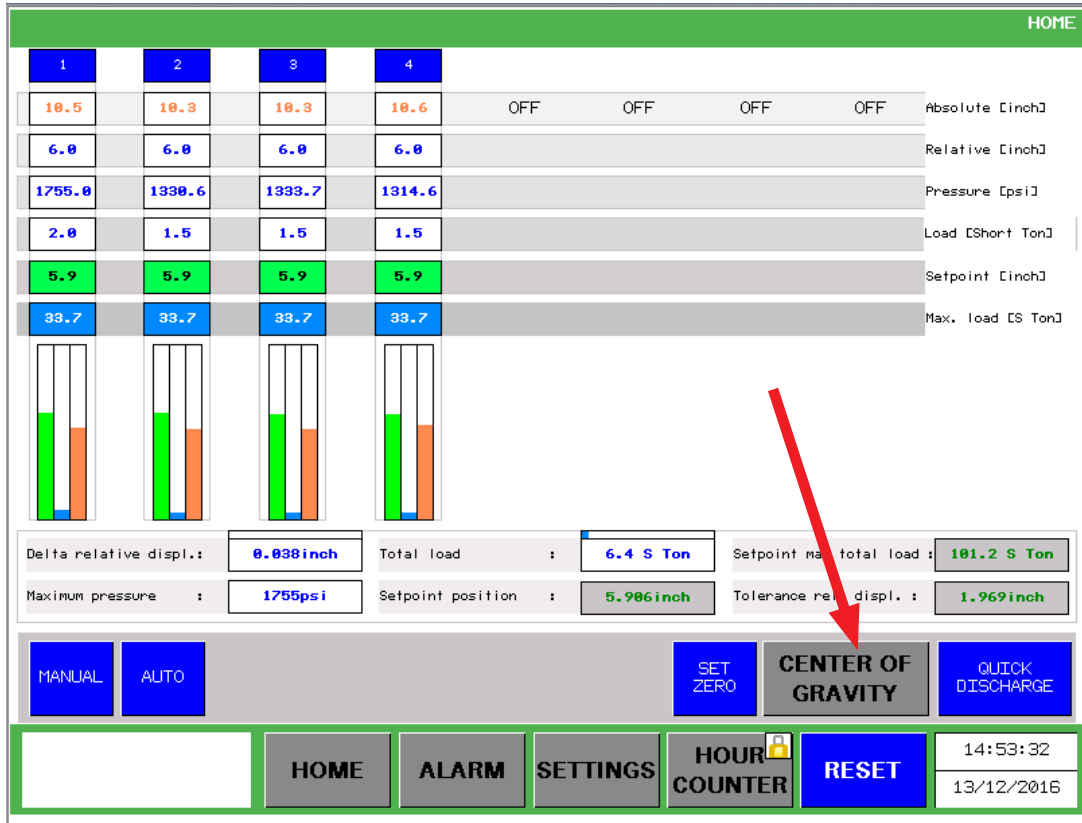 HOME
1 2 3 4
10.5 10.3 10.3 10.6 OFF OFF OFF OFF Absolute [inch]
6.0 6.0 6.0 6.0 Relative [inch]
1755.0 1330.6 1333.7 1314.6 Pressure [psi]
2.0 1.5 1.5 1.5 Load [Short Ton]
5.9 5.9 5.9 5.9 Setpoint [inch]
33.7 33.7 33.7 33.7 Max. load [S Ton]
Delta relative displ.: 0.038inch Total load : 6.4 S Ton Setpoint max total load : 101.2 S Ton
Maximum pressure : 1755psi Setpoint position : 5.906inch Tolerance rel. displ. : 1.969inch
MANUAL AUTO SET ZERO CENTER OF GRAVITY QUICK DISCHARGE
HOME ALARM SETTINGS HOUR COUNTER RESET 14:53:32
13/12/2016